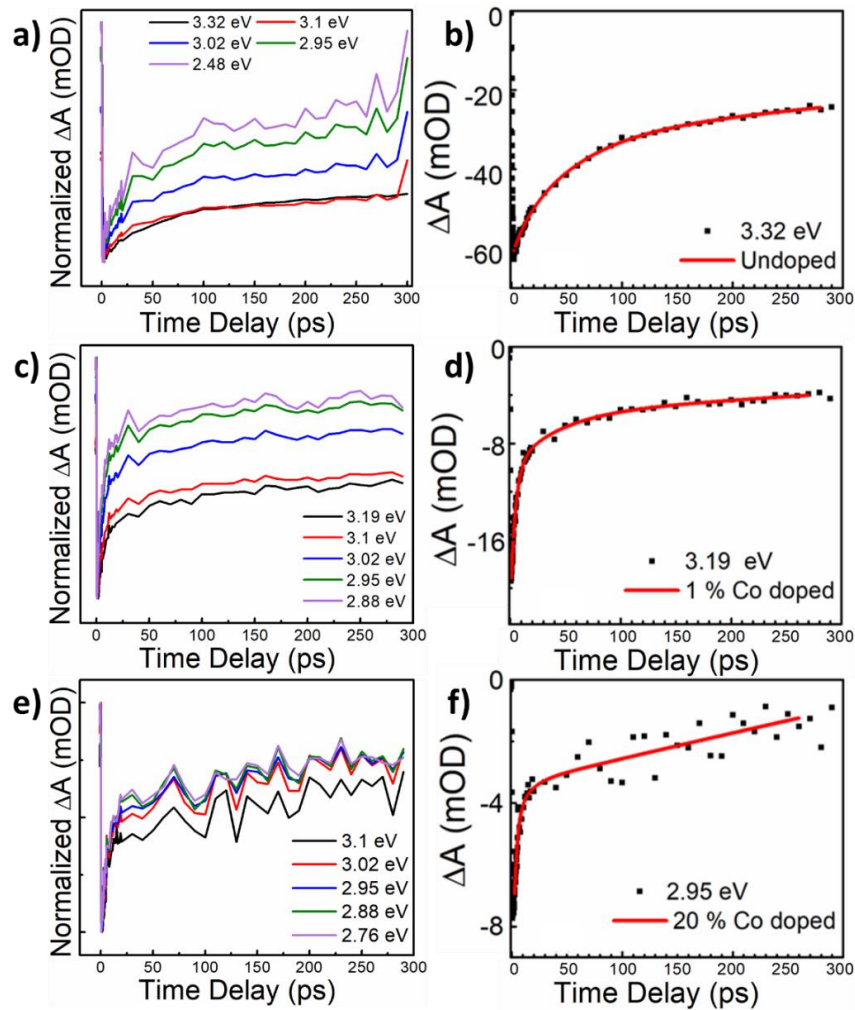 a)
3.32 eV
3.1 eV
3.02 eV
2.95 eV
2.48 eV
Normalized ΔA (mOD)
0 50 100 150 200 250 300
Time Delay (ps)
b)
0
-20
-40
-60
ΔA (mOD)
3.32 eV
Undoped
0 50 100 150 200 250 300
Time Delay (ps)
c)
Normalized ΔA (mOD)
3.19 eV
3.1 eV
3.02 eV
2.95 eV
2.88 eV
0 50 100 150 200 250 300
Time Delay (ps)
d)
0
-8
-16
ΔA (mOD)
3.19 eV
1 % Co doped
0 50 100 150 200 250 300
Time Delay (ps)
e)
Normalized ΔA (mOD)
3.1 eV
3.02 eV
2.95 eV
2.88 eV
2.76 eV
0 50 100 150 200 250 300
Time Delay (ps)
f)
0
-4
-8
ΔA (mOD)
2.95 eV
20 % Co doped
0 50 100 150 200 250 300
Time Delay (ps)